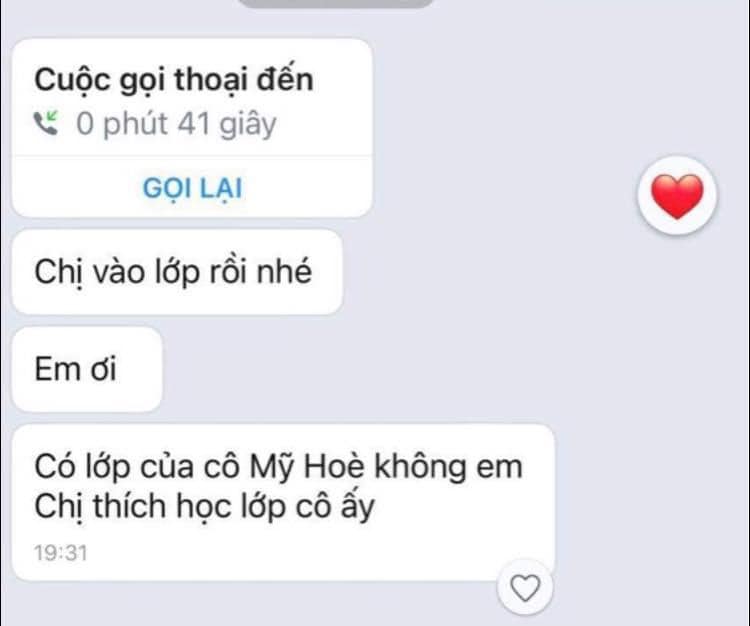 Cuộc gọi thoại đến
0 phút 41 giây
GỌI LẠI
Chị vào lớp rồi nhé
Em ơi
Có lớp của cô Mỹ Hoè không em
Chị thích học lớp cô ấy
19:31